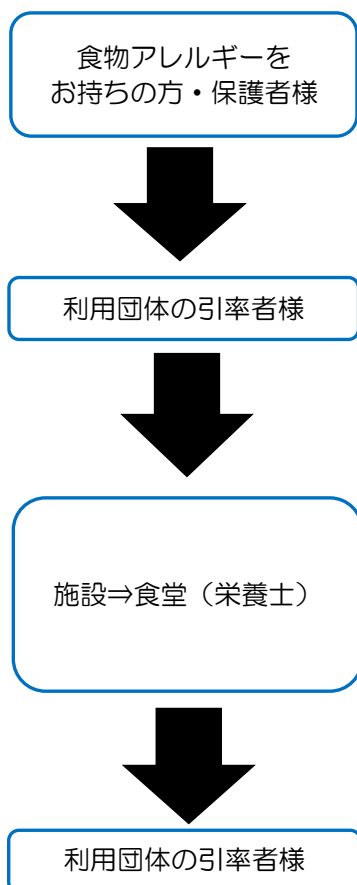 食物アレルギーを
お持ちの方・保護者様
利用団体の引率者様
施設⇒食堂（栄養士）
利用団体の引率者様